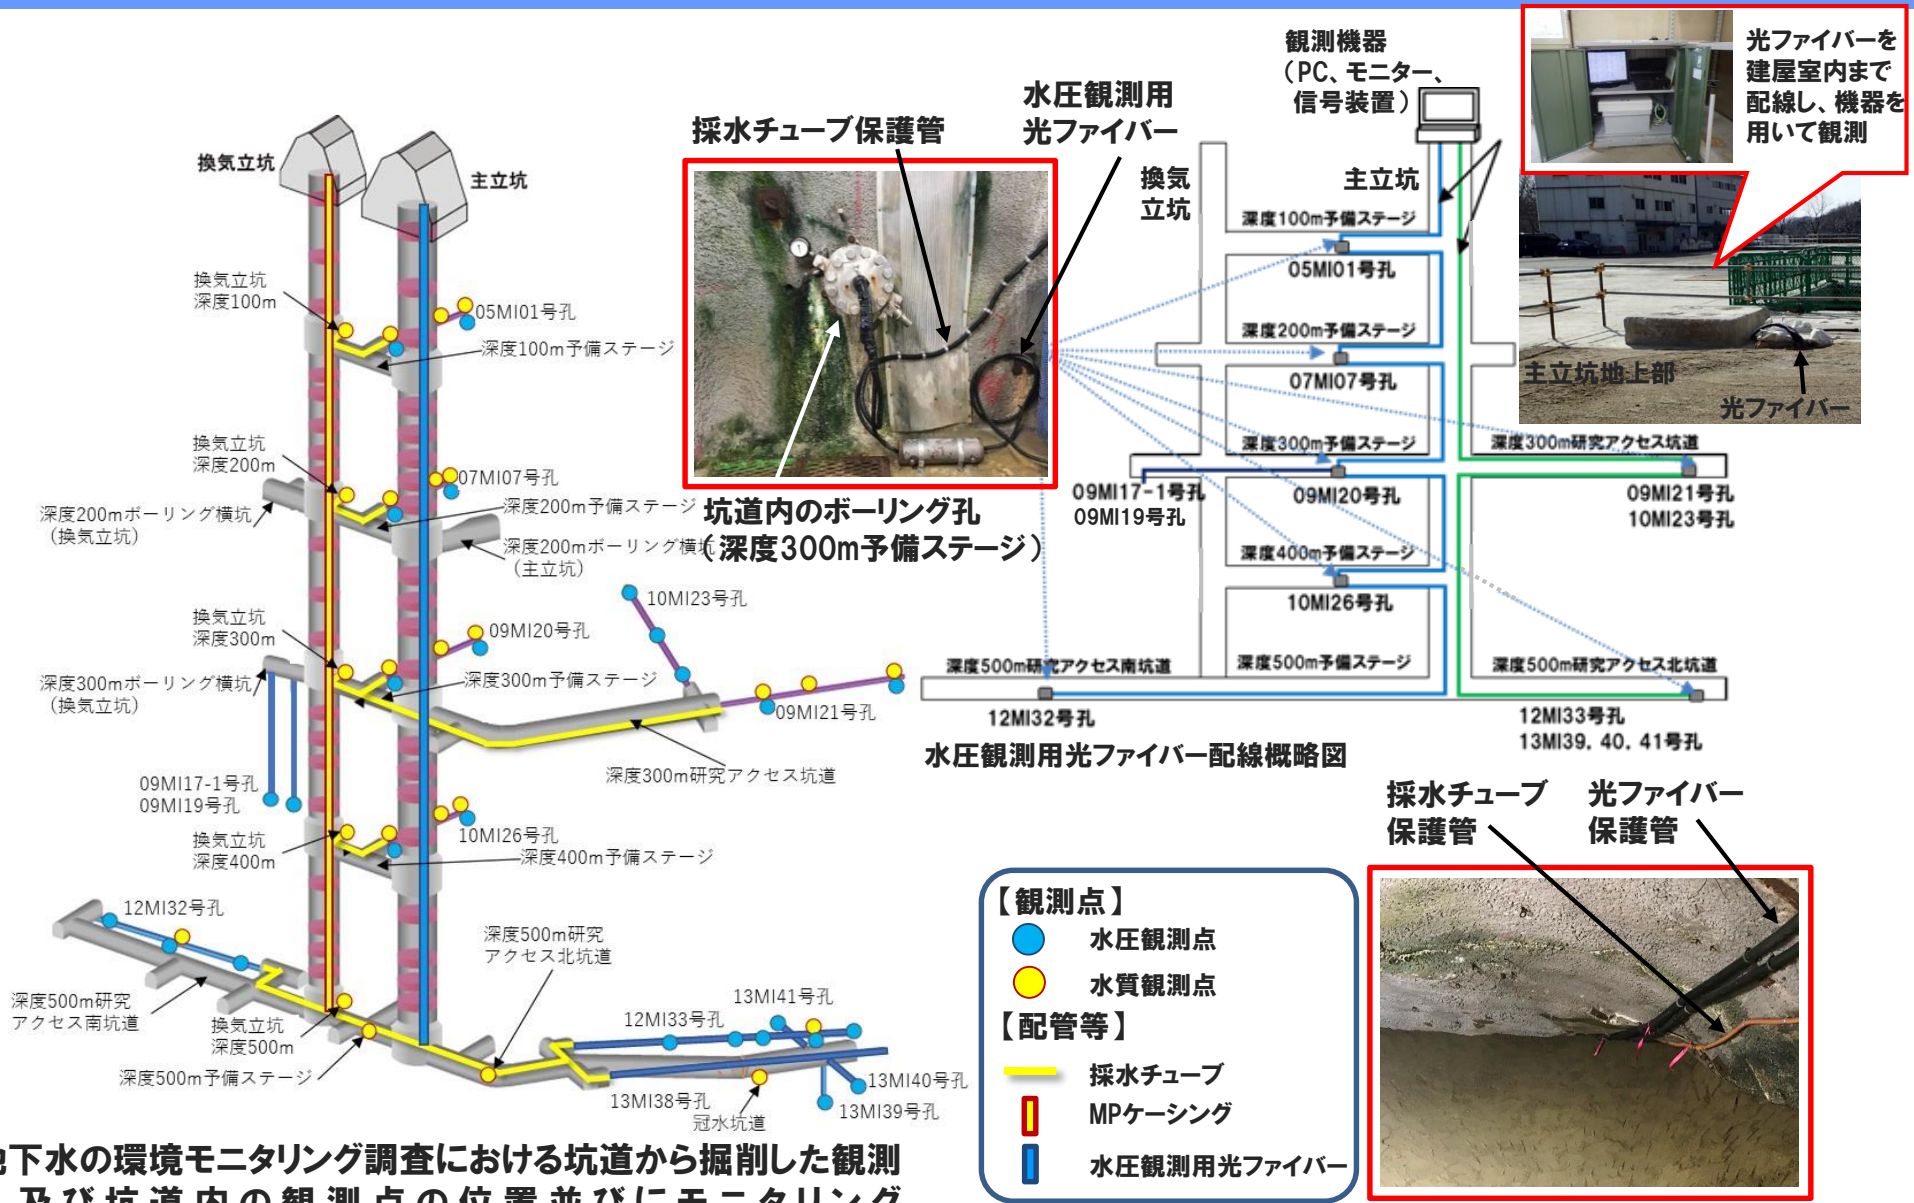 換気立坑
主立坑
換気立坑
深度100m
05MI01号孔
深度100m予備ステージ
換気立坑
深度200m
07MI07号孔
深度200mボーリング横坑
(換気立坑)
深度200m予備ステージ
深度200mボーリング横坑
(主立坑)
換気立坑
深度300m
10MI23号孔
09MI20号孔
深度300mボーリング横坑
(換気立坑)
深度300m予備ステージ
09MI21号孔
深度300m研究アクセス坑道
09MI17-1号孔
09MI19号孔
換気立坑
深度400m
10MI26号孔
深度400m予備ステージ
12MI32号孔
深度500m研究
アクセス北坑道
深度500m研究
アクセス南坑道
換気立坑
深度500m
深度500m予備ステージ
12MI33号孔
13MI41号孔
13MI38号孔
冠水坑道
13MI40号孔
13MI39号孔
採水チューブ保護管
水圧観測用
光ファイバー
坑道内のボーリング孔
(深度300m予備ステージ)
観測機器
(PC、モニター、
信号装置)
換気
立坑
主立坑
深度100m予備ステージ
05MI01号孔
深度200m予備ステージ
07MI07号孔
深度300m予備ステージ
深度300m研究アクセス坑道
09MI17-1号孔
09MI19号孔
09MI20号孔
09MI21号孔
10MI23号孔
深度400m予備ステージ
10MI26号孔
深度500m研究アクセス南坑道
深度500m予備ステージ
深度500m研究アクセス北坑道
12MI32号孔
12MI33号孔
13MI39, 40, 41号孔
水圧観測用光ファイバー配線概略図
光ファイバーを
建屋室内まで
配線し、機器を
用いて観測
主立坑地上部
光ファイバー
採水チューブ
保護管
光ファイバー
保護管
【観測点】
水圧観測点
水質観測点
【配管等】
採水チューブ
MPケーシング
水圧観測用光ファイバー
地下水の環境モニタリング調査における坑道から掘削した観測
及び坑道内の観測点の位置並びにモニタリング